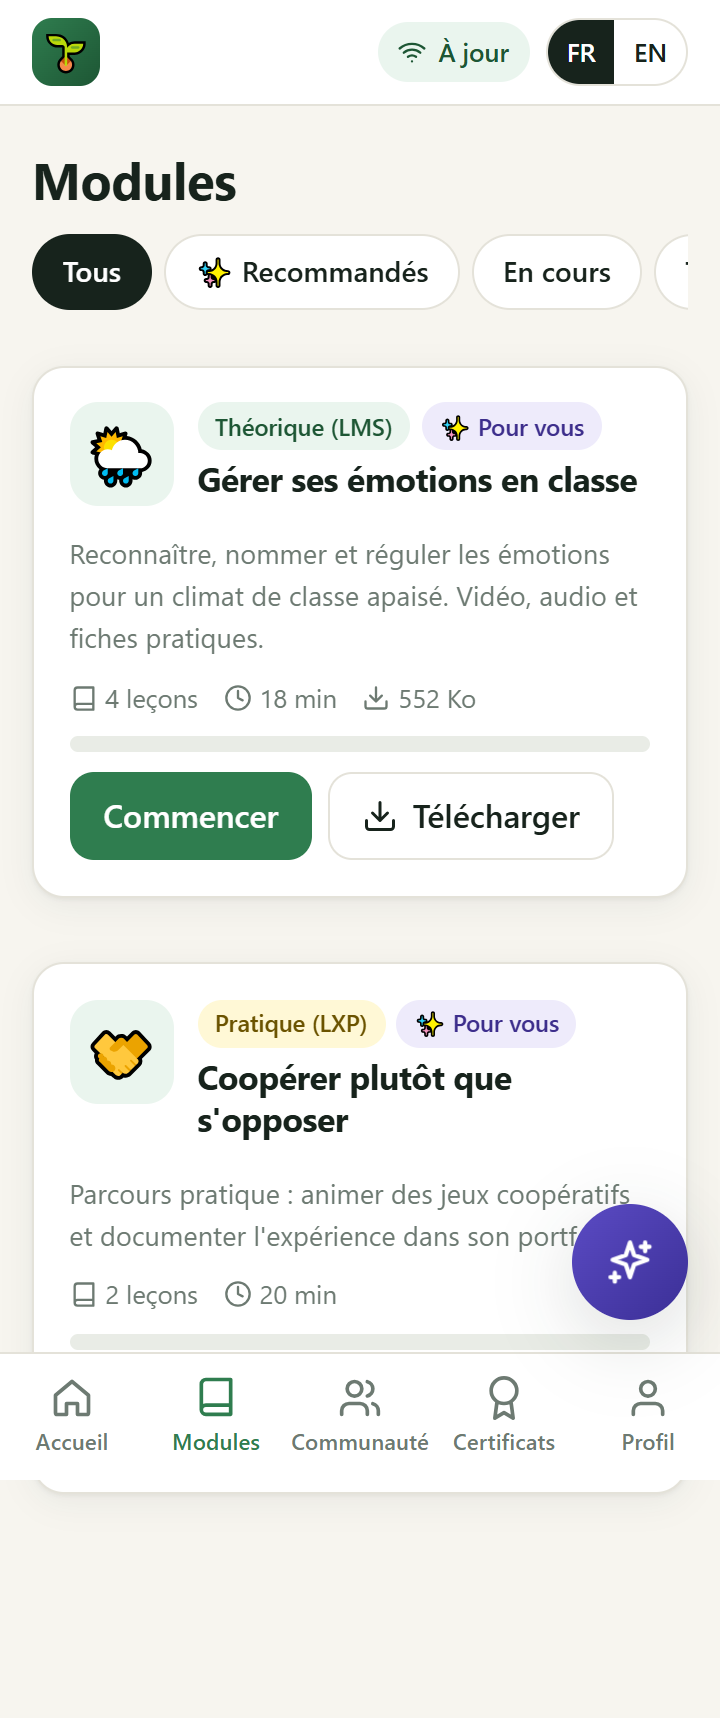 À jour
FR
EN
Modules
Tous
Recommandés
En cours
Théorique (LMS)
Pour vous
Gérer ses émotions en classe
Reconnaître, nommer et réguler les émotions
pour un climat de classe apaisé. Vidéo, audio et
fiches pratiques.
4 leçons
18 min
552 Ko
Commencer
Télécharger
Pratique (LXP)
Pour vous
Coopérer plutôt que
s'opposer
Parcours pratique : animer des jeux coopératifs
et documenter l'expérience dans son
2 leçons
20 min
Accueil
Modules
Communauté
Certificats
Profil